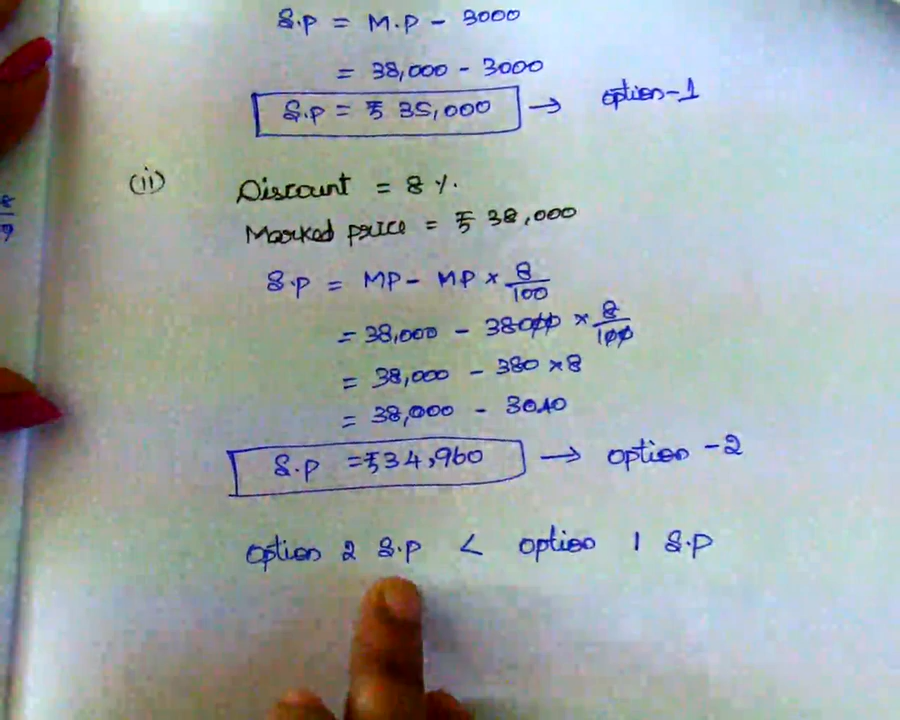 S.P = M.P - 3000
= 38,000 - 3000
S.P = ₹ 35,000 → option-1
(ii) Discount = 8 %.
Marked price = ₹ 38,000
S.P = MP - MP × 8/100
= 38,000 - 38000 × 8/100
= 38,000 - 380 × 8
= 38,000 - 3040
S.P = ₹34,960 → option -2
option 2 S.P < option 1 S.P